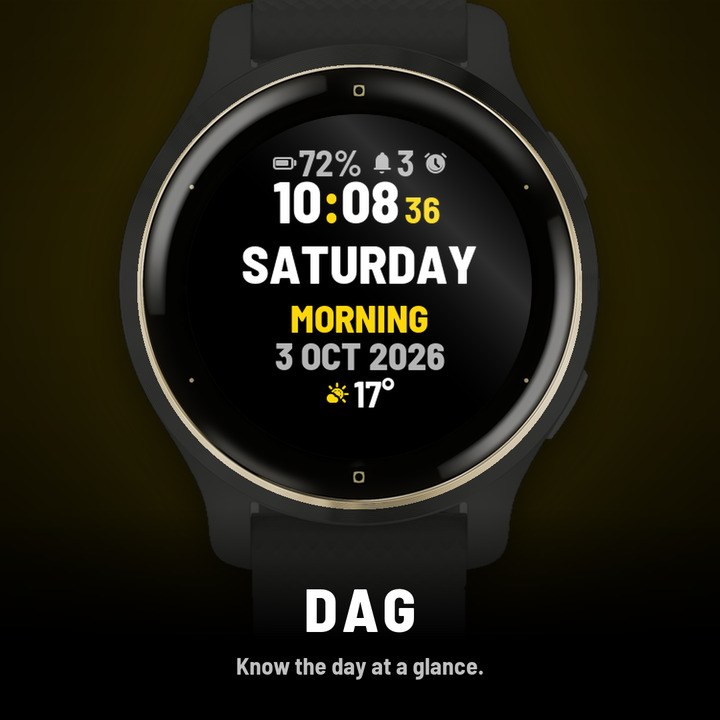 72% 3
10:08 36
SATURDAY
MORNING
3 OCT 2026
17°
DAG
Know the day at a glance.